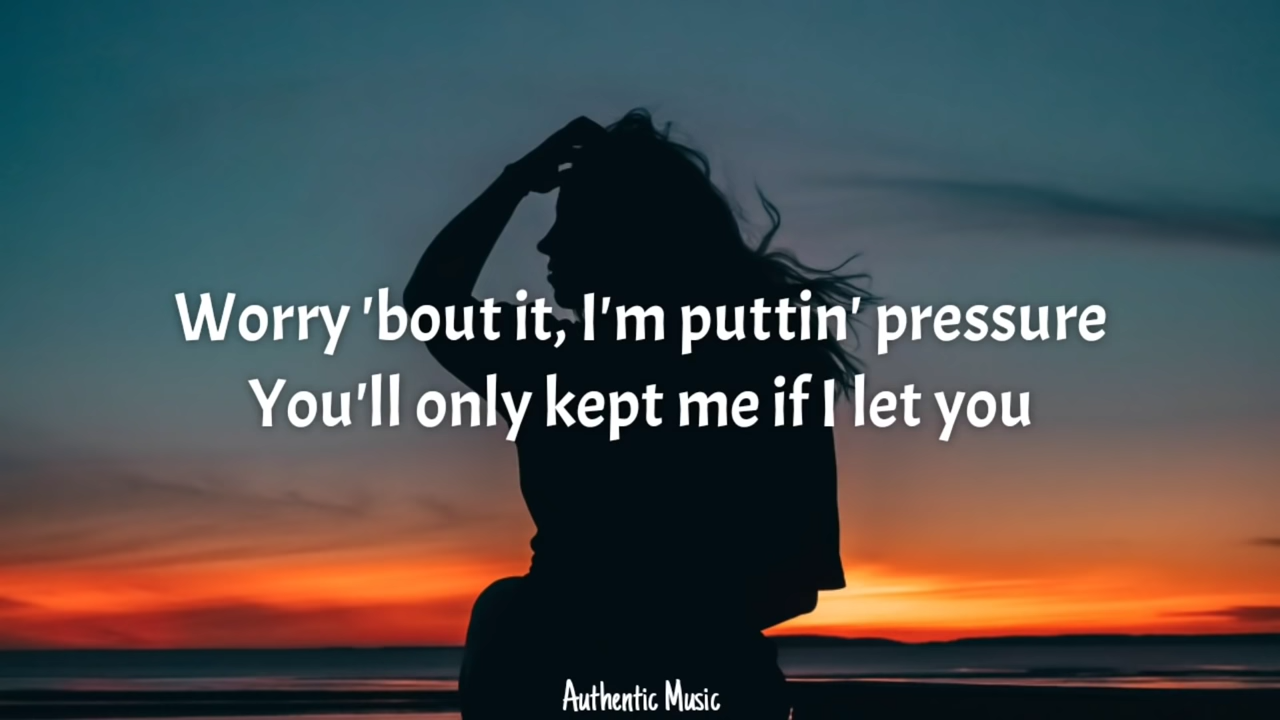 Worry 'bout it, I'm puttin' pressure
You'll only kept me if I let you
Authentic Music